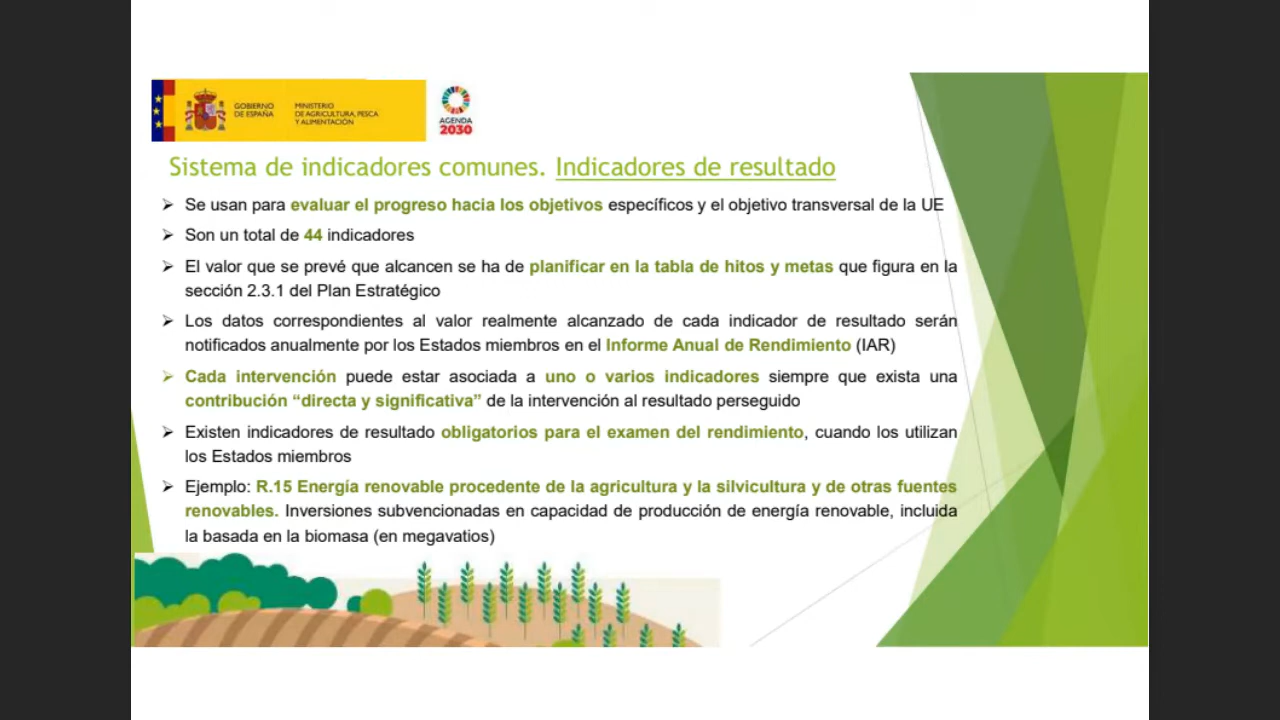 GOBIERNO
DE ESPAÑA
MINISTERIO
DE AGRICULTURA, PESCA
Y ALIMENTACIÓN
AGENDA
2030
Sistema de indicadores comunes. Indicadores de resultado
➢ Se usan para evaluar el progreso hacia los objetivos específicos y el objetivo transversal de la UE
➢ Son un total de 44 indicadores
➢ El valor que se prevé que alcancen se ha de planificar en la tabla de hitos y metas que figura en la
sección 2.3.1 del Plan Estratégico
➢ Los datos correspondientes al valor realmente alcanzado de cada indicador de resultado serán
notificados anualmente por los Estados miembros en el Informe Anual de Rendimiento (IAR)
➢ Cada intervención puede estar asociada a uno o varios indicadores siempre que exista una
contribución “directa y significativa” de la intervención al resultado perseguido
➢ Existen indicadores de resultado obligatorios para el examen del rendimiento, cuando los utilizan
los Estados miembros
➢ Ejemplo: R.15 Energía renovable procedente de la agricultura y la silvicultura y de otras fuentes
renovables. Inversiones subvencionadas en capacidad de producción de energía renovable, incluida
la basada en la biomasa (en megavatios)